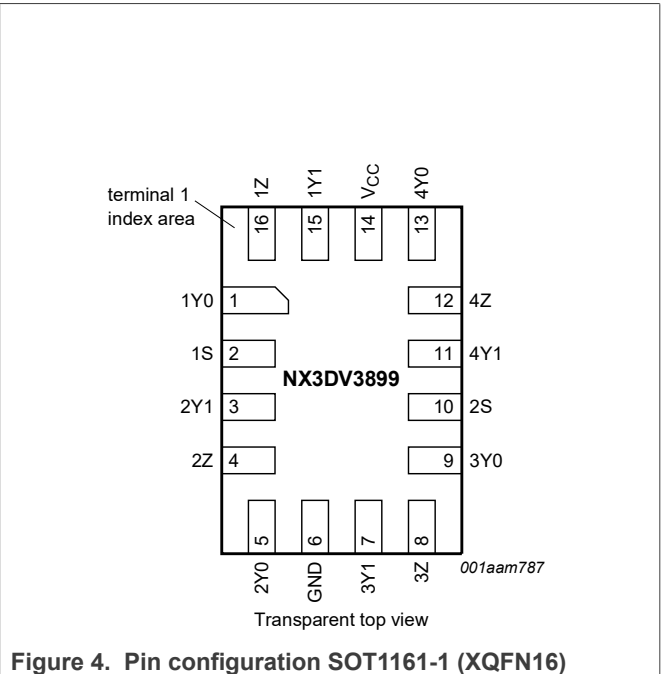 terminal 1
index area
1Z
1Y1
VCC
4Y0
16
15
14
13
1Y0 1
12 4Z
1S 2
11 4Y1
NX3DV3899
2Y1 3
10 2S
2Z 4
9 3Y0
5
6
7
8
2Y0
GND
3Y1
3Z
001aam787
Transparent top view
Figure 4. Pin configuration SOT1161-1 (XQFN16)